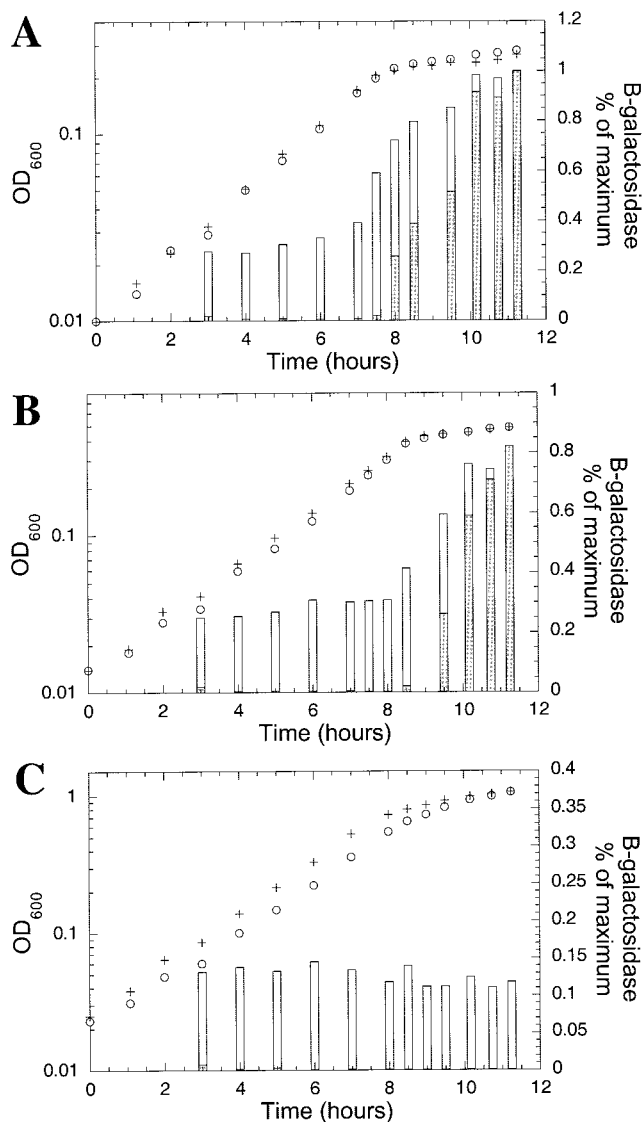 A
OD600
0.1
0.01
1.2
1
0.8
0.6
0.4
0.2
0
B-galactosidase
% of maximum
0 2 4 6 8 10 12
Time (hours)
B
OD600
0.1
0.01
1
0.8
0.6
0.4
0.2
0
B-galactosidase
% of maximum
0 2 4 6 8 10 12
Time (hours)
C
OD600
1
0.1
0.01
0.4
0.35
0.3
0.25
0.2
0.15
0.1
0.05
0
B-galactosidase
% of maximum
0 2 4 6 8 10 12
Time (hours)